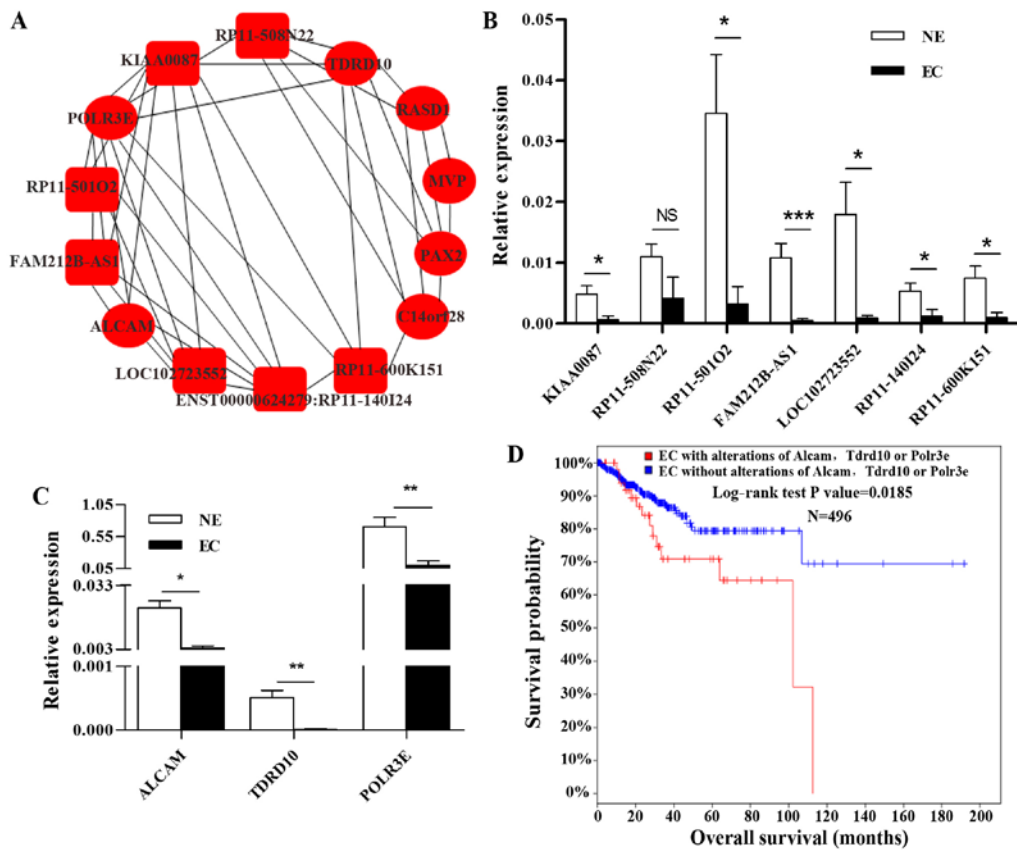 A
RP11-508N22
KIAA0087
TDRD10
POLR3E
RASD1
RP11-501O2
MVP
FAM212B-AS1
PAX2
ALCAM
C14orf28
LOC102723552
RP11-600K151
ENST00000624279:RP11-140I24
B
Relative expression
0.05
0.04
0.03
0.02
0.01
0.00
NE
EC
*
NS
*
***
*
*
*
KIAA0087
RP11-508N22
RP11-501O2
FAM212B-AS1
LOC102723552
RP11-140I24
RP11-600K151
C
Relative expression
1.05
0.55
0.05
0.033
0.003
0.001
0.000
NE
EC
*
**
**
ALCAM
TDRD10
POLR3E
D
EC with alterations of Alcam, Tdrd10 or Polr3e
EC without alterations of Alcam, Tdrd10 or Polr3e
Log-rank test P value=0.0185
N=496
Survival probability
100%
90%
80%
70%
60%
50%
40%
30%
20%
10%
0%
0 20 40 60 80 100 120 140 160 180 200
Overall survival (months)